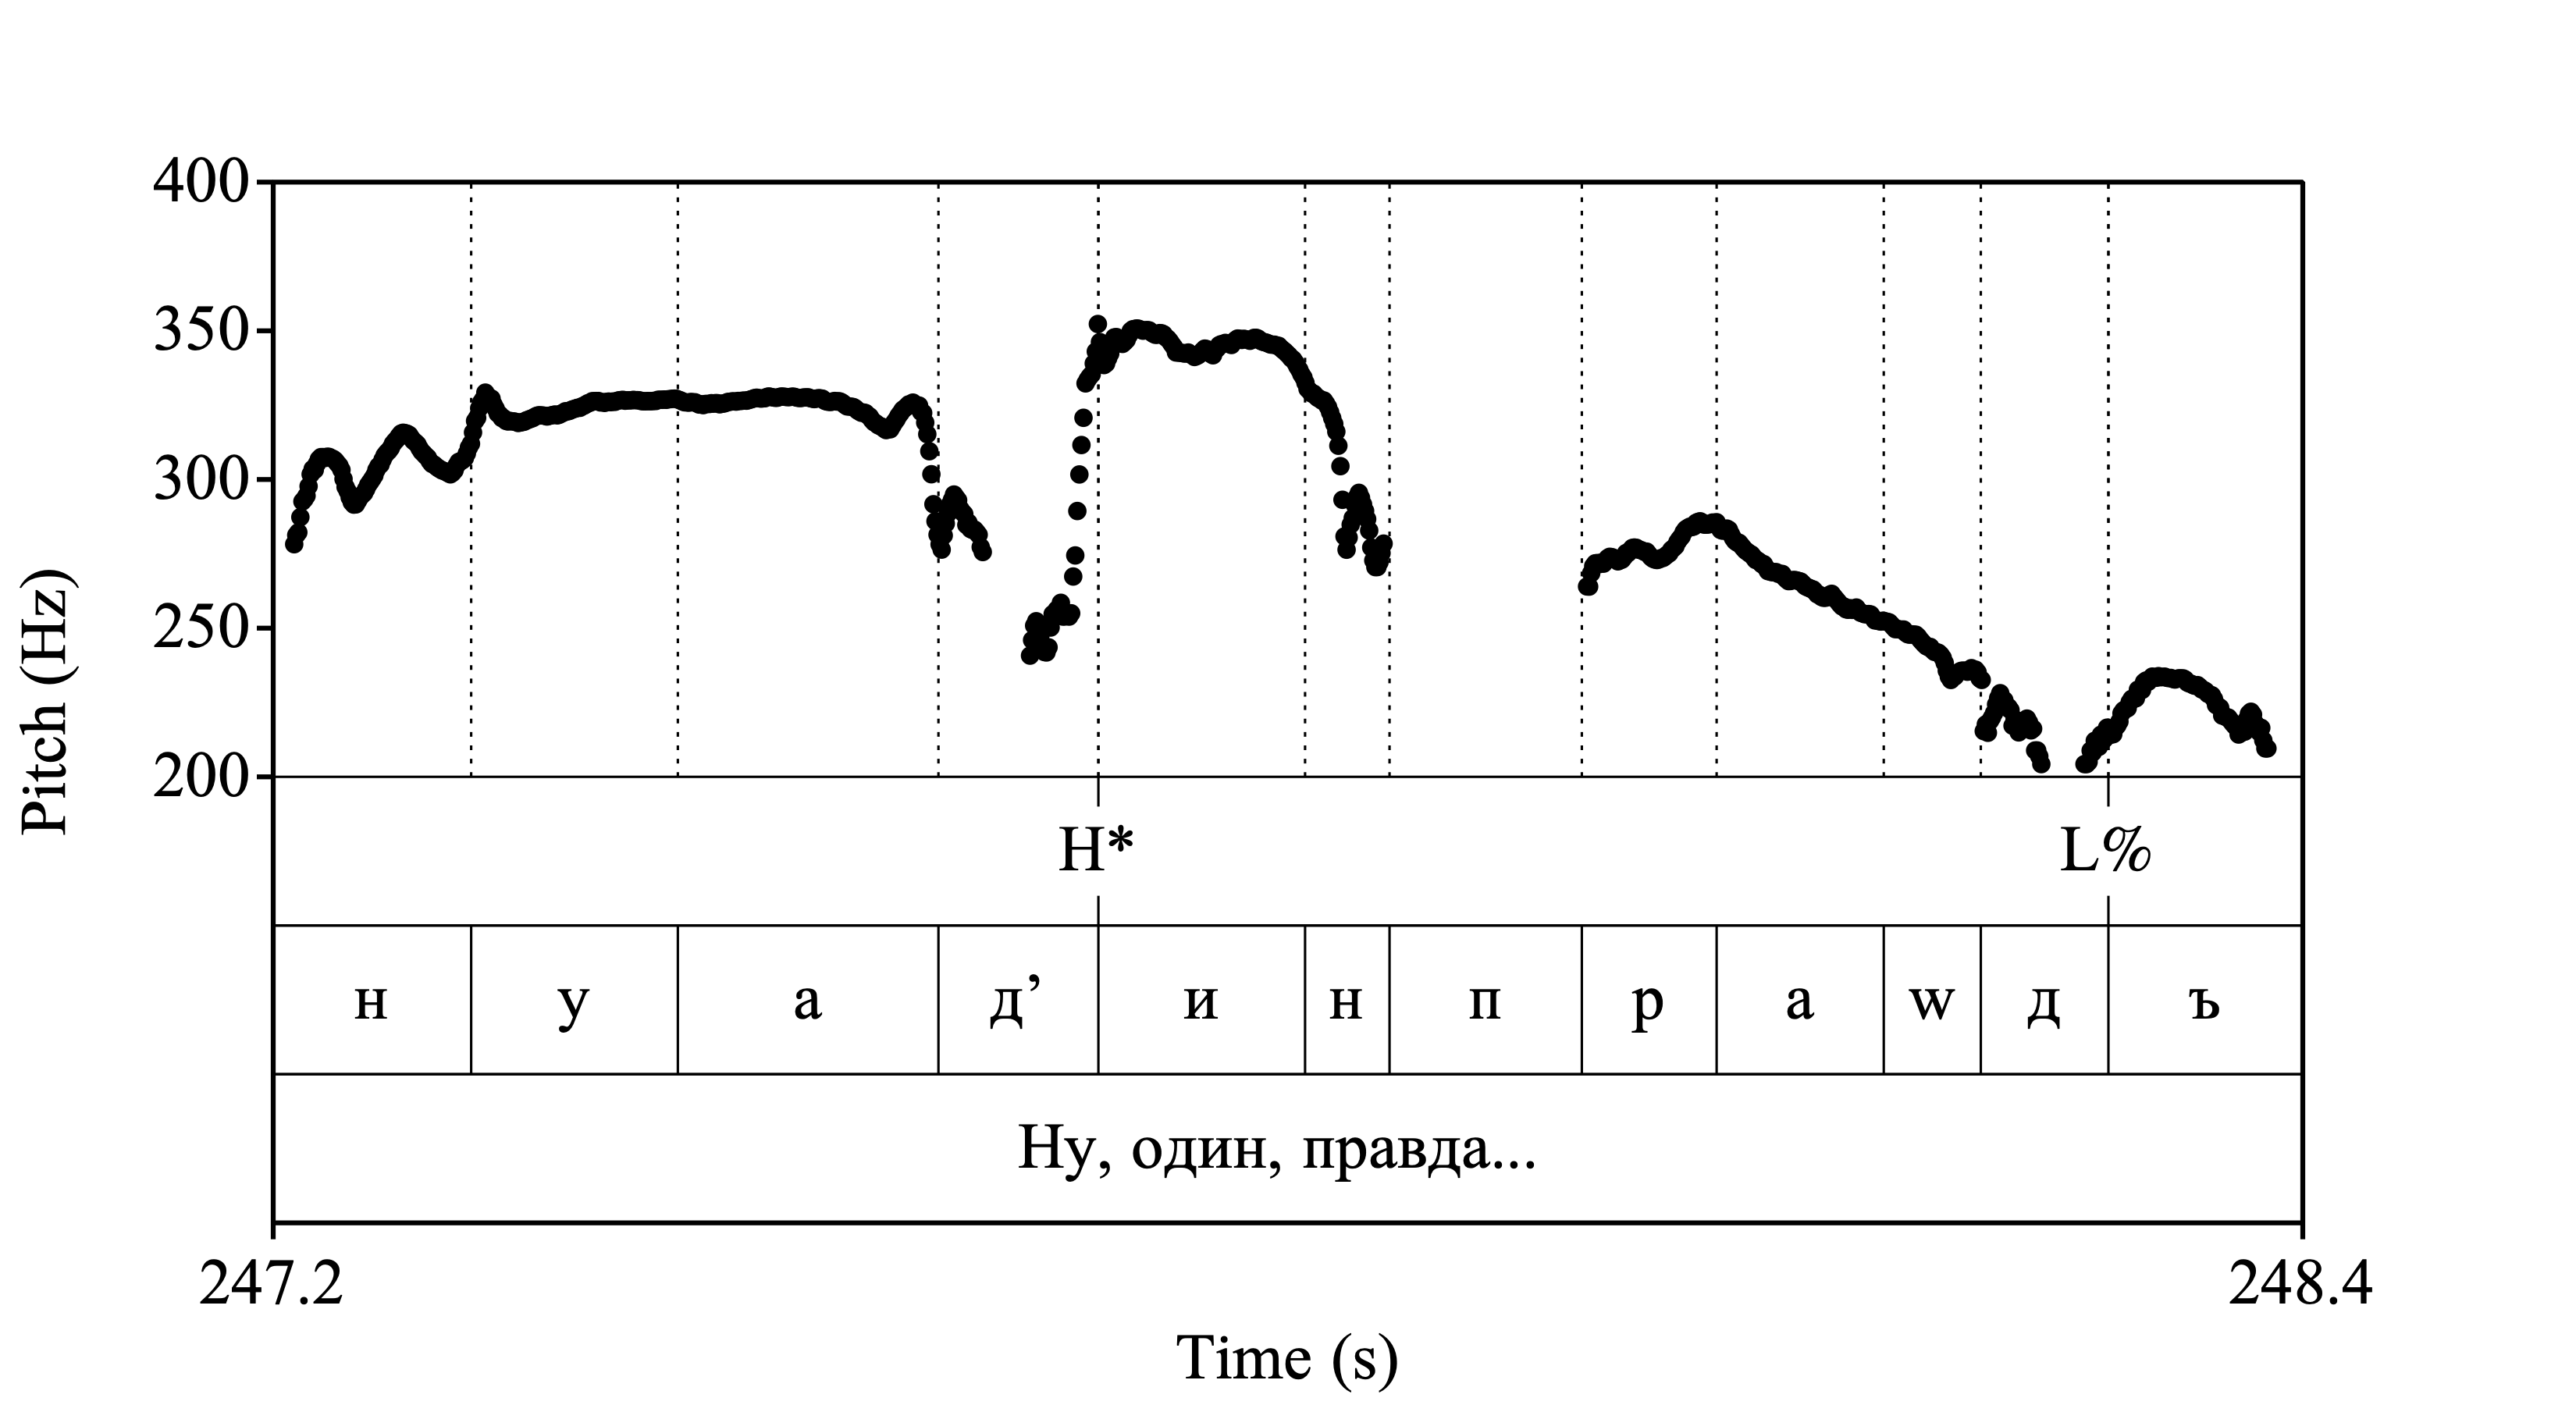 400
350
300
250
200
Pitch (Hz)
H* L%
н у а д’ и н п р а w д ъ
Ну, один, правда...
247.2 248.4
Time (s)